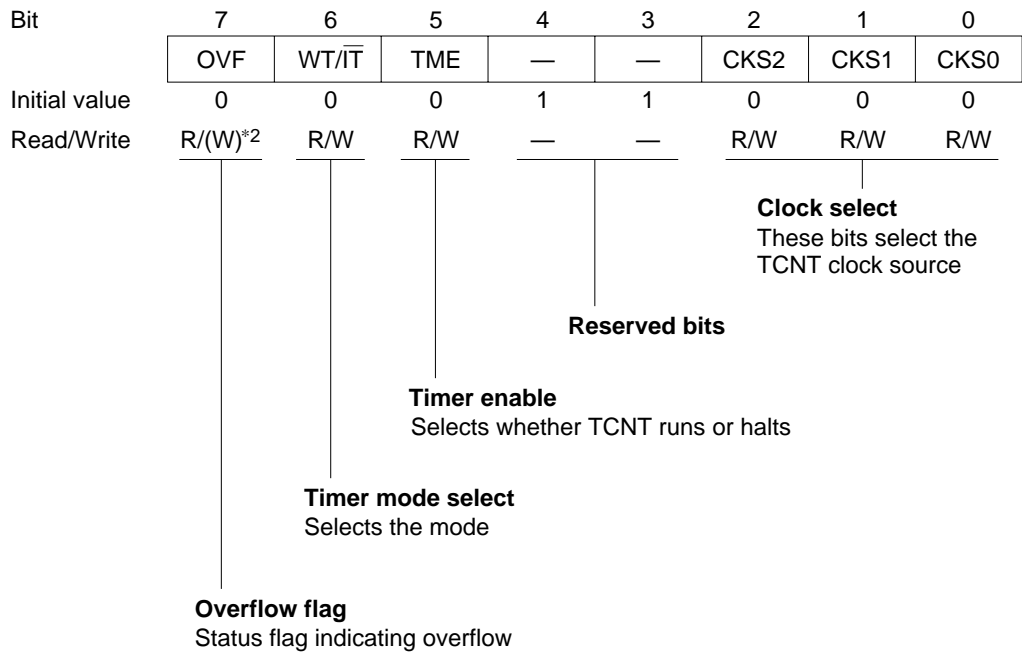 Bit 7 6 5 4 3 2 1 0
OVF WT/I̅T̅ TME — — CKS2 CKS1 CKS0
Initial value 0 0 0 1 1 0 0 0
Read/Write R/(W)*2 R/W R/W — — R/W R/W R/W
Clock select
These bits select the
TCNT clock source
Reserved bits
Timer enable
Selects whether TCNT runs or halts
Timer mode select
Selects the mode
Overflow flag
Status flag indicating overflow